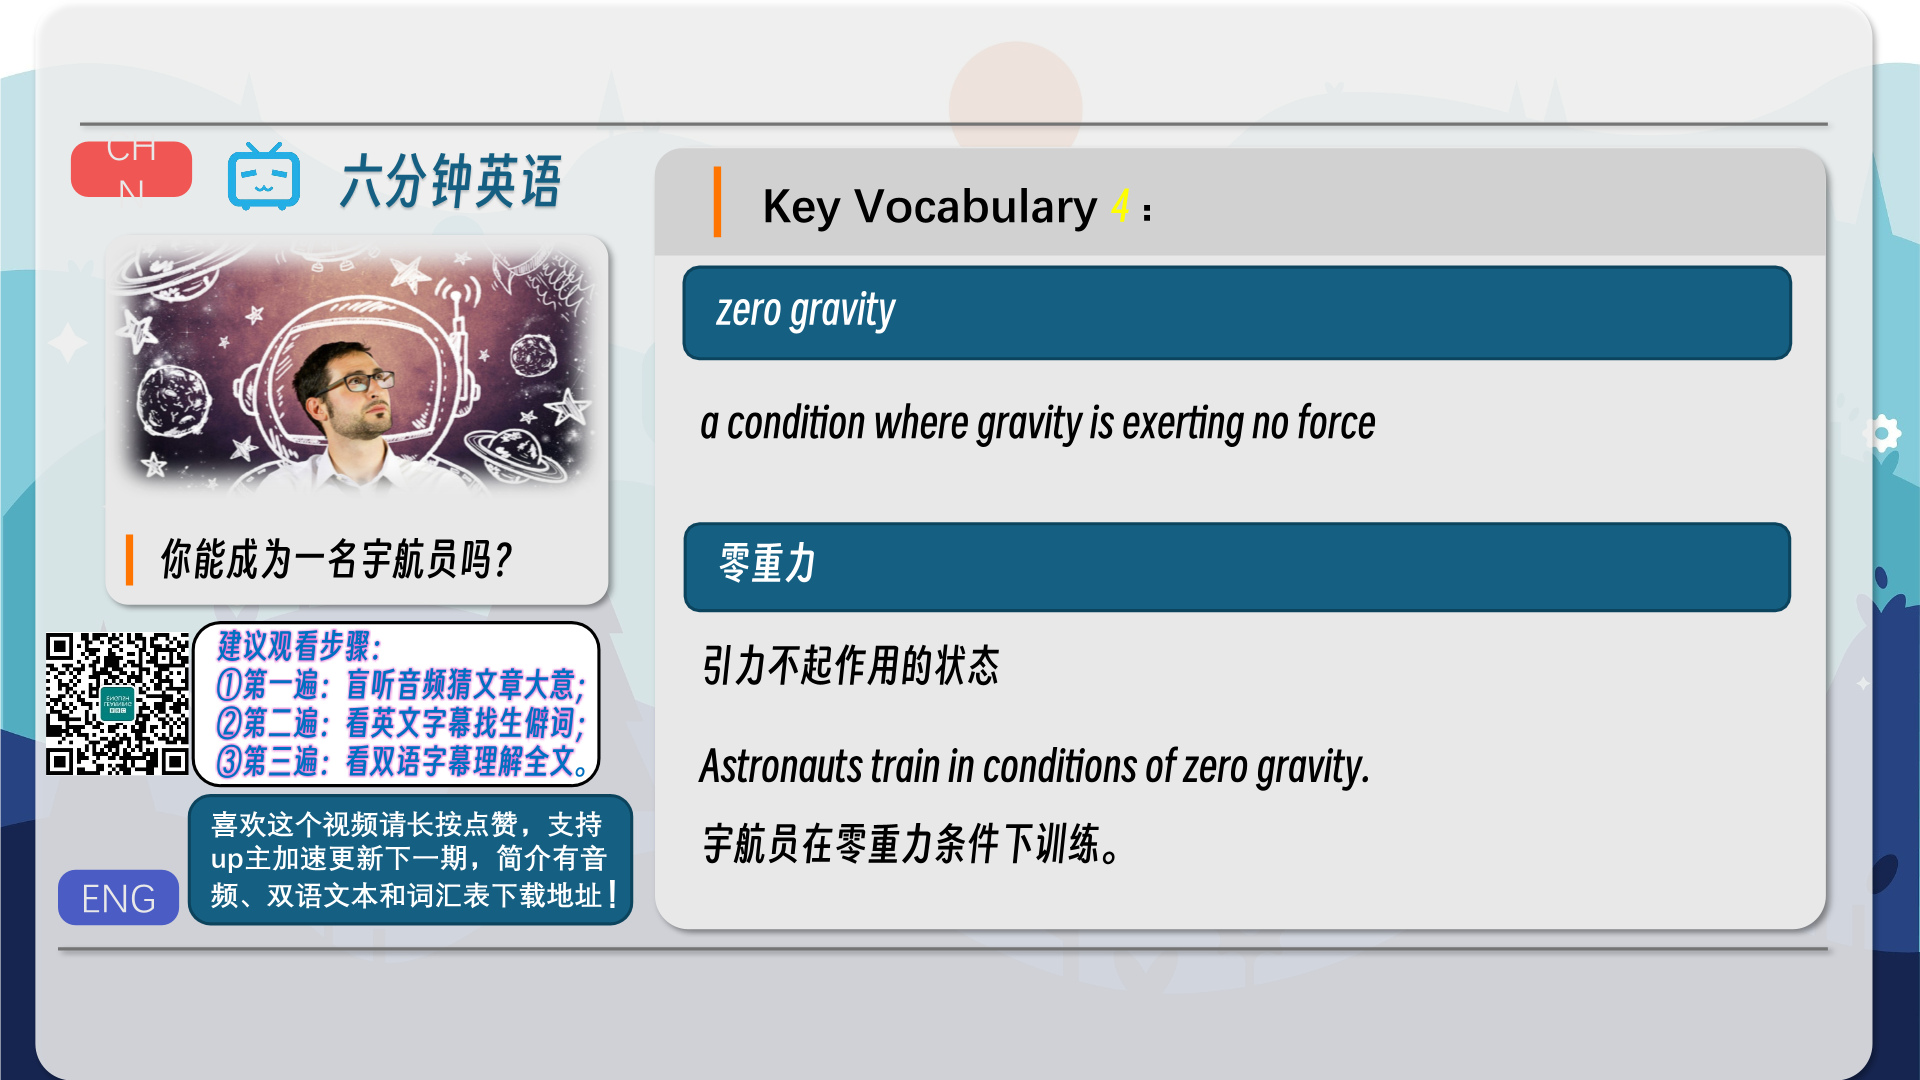 CH
N
六分钟英语
你能成为一名宇航员吗?
建议观看步骤:
①第一遍: 盲听音频猜文章大意;
②第二遍: 看英文字幕找生僻词;
③第三遍: 看双语字幕理解全文。
喜欢这个视频请长按点赞，支持
up主加速更新下一期，简介有音
频、双语文本和词汇表下载地址！
ENG
Key Vocabulary 4：
zero gravity
a condition where gravity is exerting no force
零重力
引力不起作用的状态
Astronauts train in conditions of zero gravity.
宇航员在零重力条件下训练。